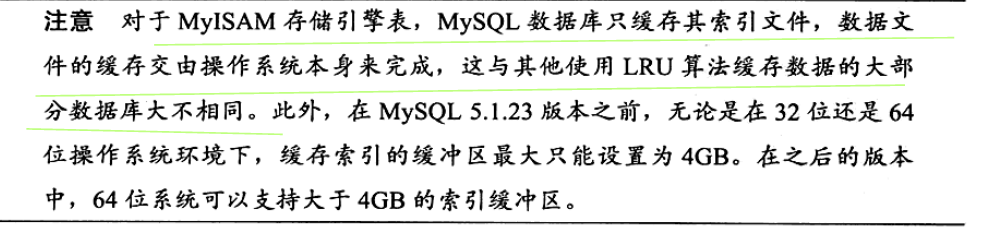 注意 对于 MyISAM 存储引擎表，MySQL 数据库只缓存其索引文件，数据文
件的缓存交由操作系统本身来完成，这与其他使用 LRU 算法缓存数据的大部
分数据库大不相同。此外，在 MySQL 5.1.23 版本之前，无论是在 32 位还是 64
位操作系统环境下，缓存索引的缓冲区最大只能设置为 4GB。在之后的版本
中，64 位系统可以支持大于 4GB 的索引缓冲区。